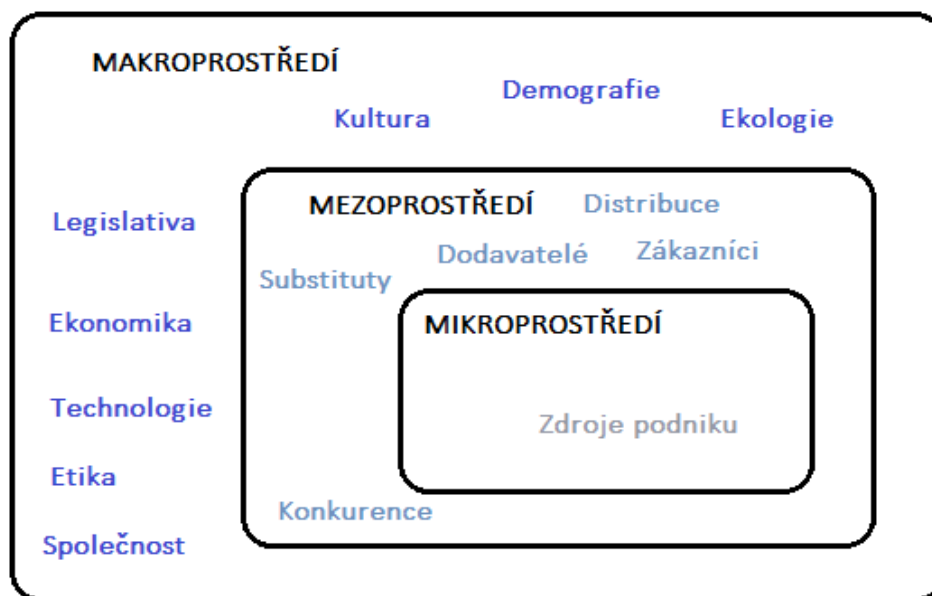 MAKROPROSTŘEDÍ
Demografie
Kultura
Ekologie
MEZOPROSTŘEDÍ
Distribuce
Legislativa
Dodavatelé
Zákazníci
Substituty
Ekonomika
MIKROPROSTŘEDÍ
Technologie
Zdroje podniku
Etika
Konkurence
Společnost